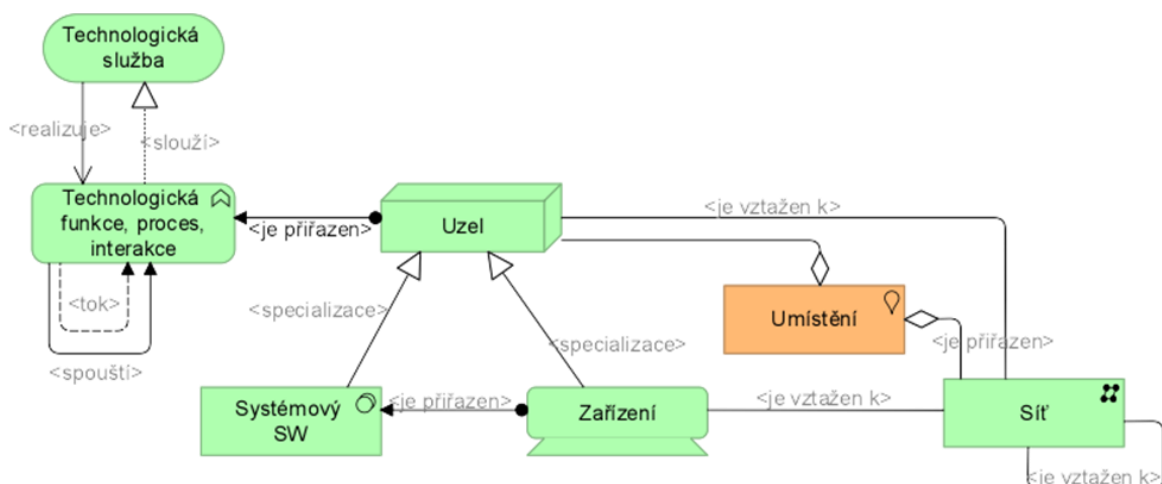 Technologická
služba
<realizuje>
<slouží>
Technologická
funkce, proces,
interakce
<je přiřazen>
Uzel
<je vztažen k>
<tok>
<spouští>
<specializace>
<specializace>
Umístění
<je přiřazen>
Systémový
SW
<je přiřazen>
Zařízení
<je vztažen k>
Síť
<je vztažen k>